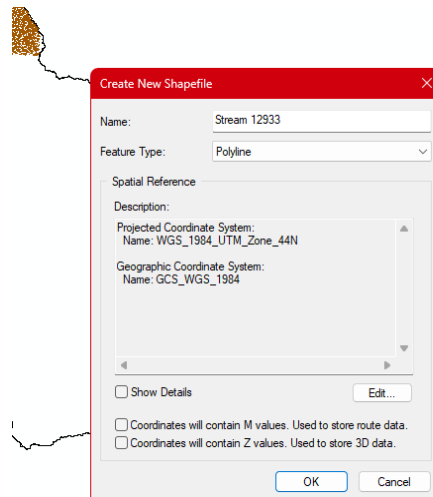 Create New Shapefile
Name: Stream 12933
Feature Type: Polyline
Spatial Reference
Description:
Projected Coordinate System:
Name: WGS_1984_UTM_Zone_44N
Geographic Coordinate System:
Name: GCS_WGS_1984
Show Details
Edit...
Coordinates will contain M values. Used to store route data.
Coordinates will contain Z values. Used to store 3D data.
OK Cancel